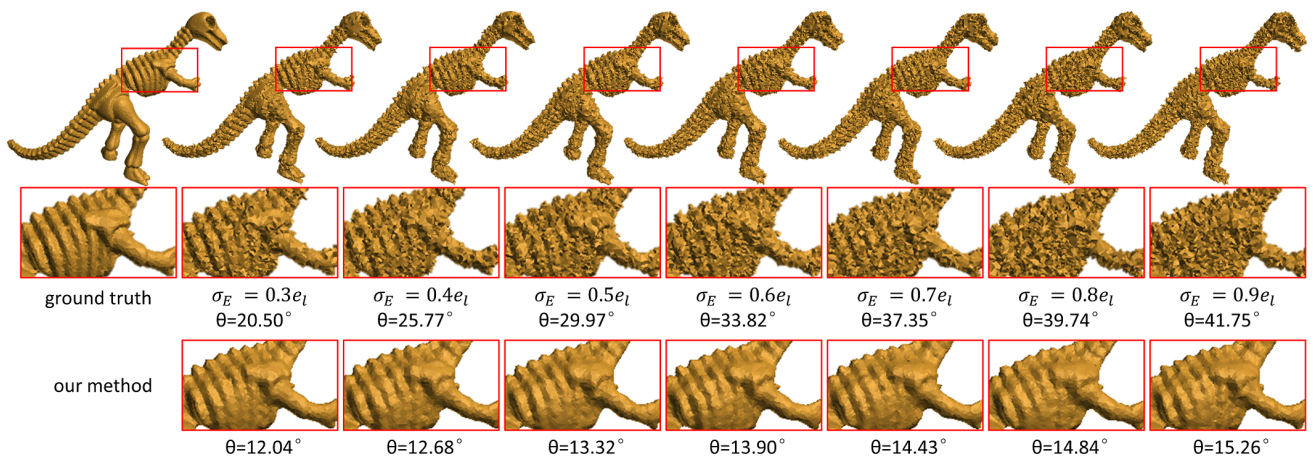 ground truth σ_E = 0.3e_l σ_E = 0.4e_l σ_E = 0.5e_l σ_E = 0.6e_l σ_E = 0.7e_l σ_E = 0.8e_l σ_E = 0.9e_l
θ=20.50° θ=25.77° θ=29.97° θ=33.82° θ=37.35° θ=39.74° θ=41.75°
our method
θ=12.04° θ=12.68° θ=13.32° θ=13.90° θ=14.43° θ=14.84° θ=15.26°